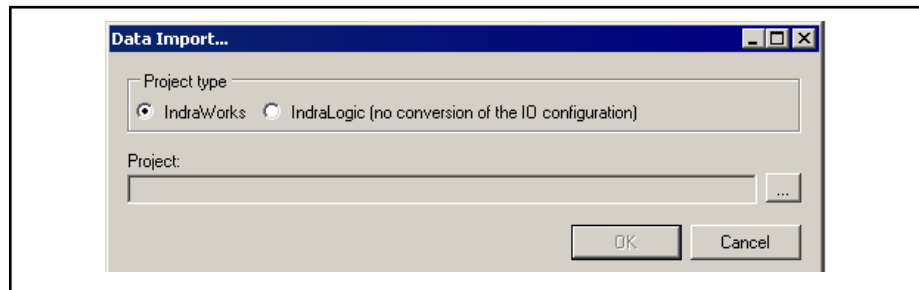 Data Import...
Project type
IndraWorks IndraLogic (no conversion of the IO configuration)
Project:
...
OK Cancel